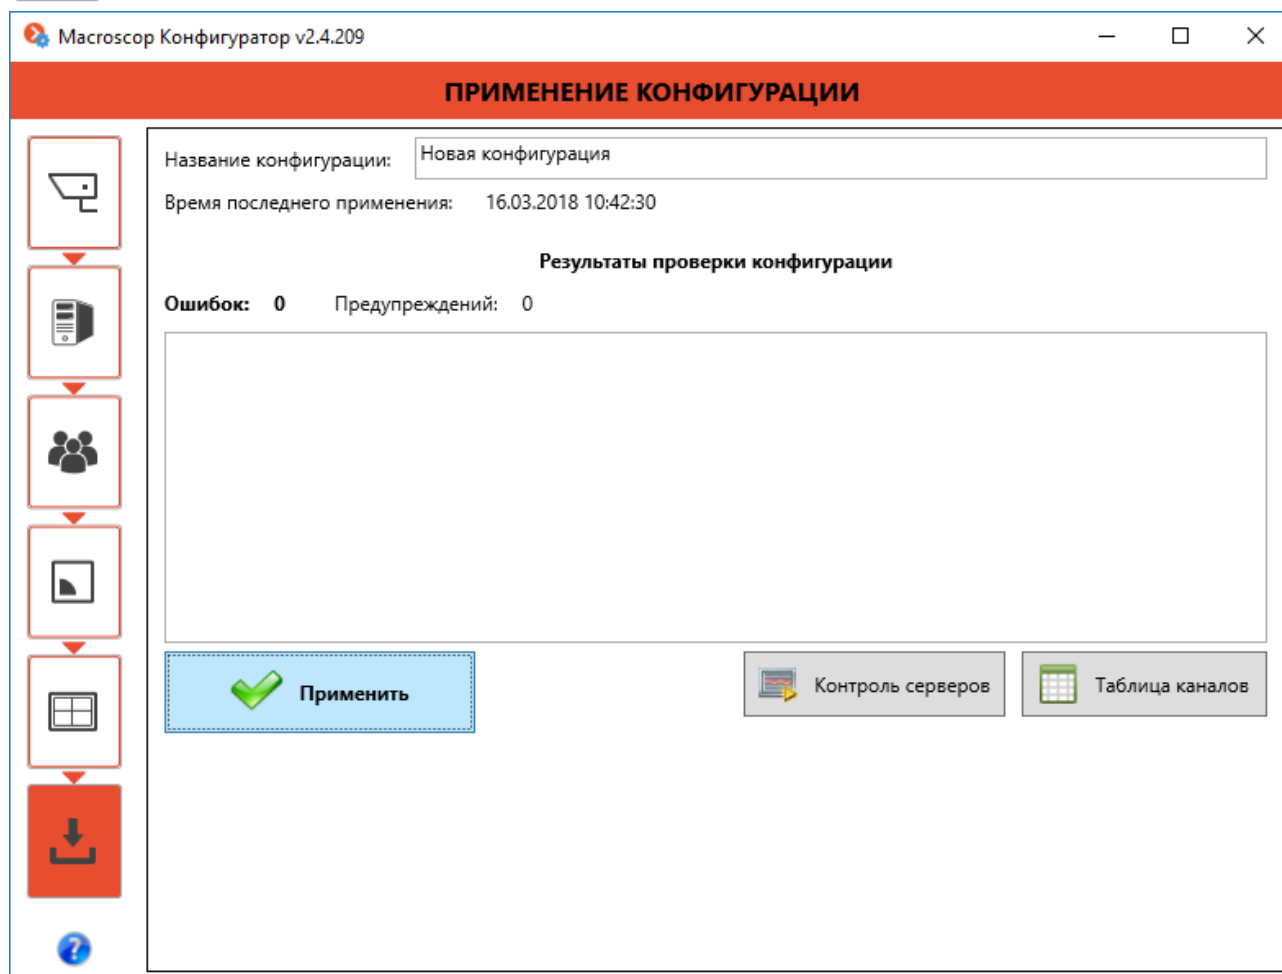 Macroscop Конфигуратор v2.4.209
ПРИМЕНЕНИЕ КОНФИГУРАЦИИ
Название конфигурации: Новая конфигурация
Время последнего применения: 16.03.2018 10:42:30
Результаты проверки конфигурации
Ошибок: 0 Предупреждений: 0
Применить Контроль серверов Таблица каналов
?